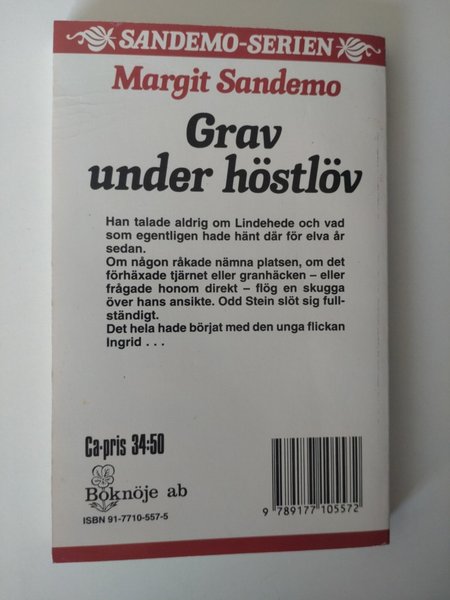 SANDEMO-SERIEN
Margit Sandemo
Grav
under höstlöv
Han talade aldrig om Lindehede och vad
som egentligen hade hänt där för elva år
sedan.
Om någon råkade nämna platsen, om det
förhäxade tjärnet eller granhäcken – eller
frågade honom direkt – flög en skugga
över hans ansikte. Odd Stein slöt sig full-
ständigt.
Det hela hade börjat med den unga flickan
Ingrid . . .
Ca-pris 34:50
Boknöje ab
ISBN 91-7710-557-5
9 789177 105572